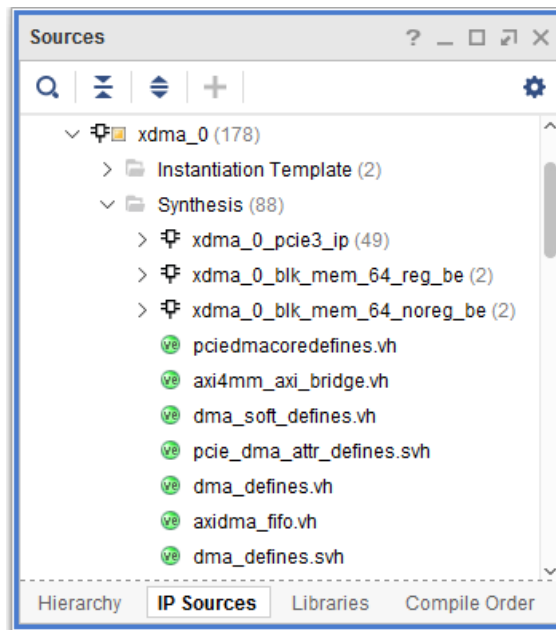 Sources
xdma_0 (178)
Instantiation Template (2)
Synthesis (88)
xdma_0_pcie3_ip (49)
xdma_0_blk_mem_64_reg_be (2)
xdma_0_blk_mem_64_noreg_be (2)
pciedmacoredefines.vh
axi4mm_axi_bridge.vh
dma_soft_defines.vh
pcie_dma_attr_defines.svh
dma_defines.vh
axidma_fifo.vh
dma_defines.svh
Hierarchy IP Sources Libraries Compile Order